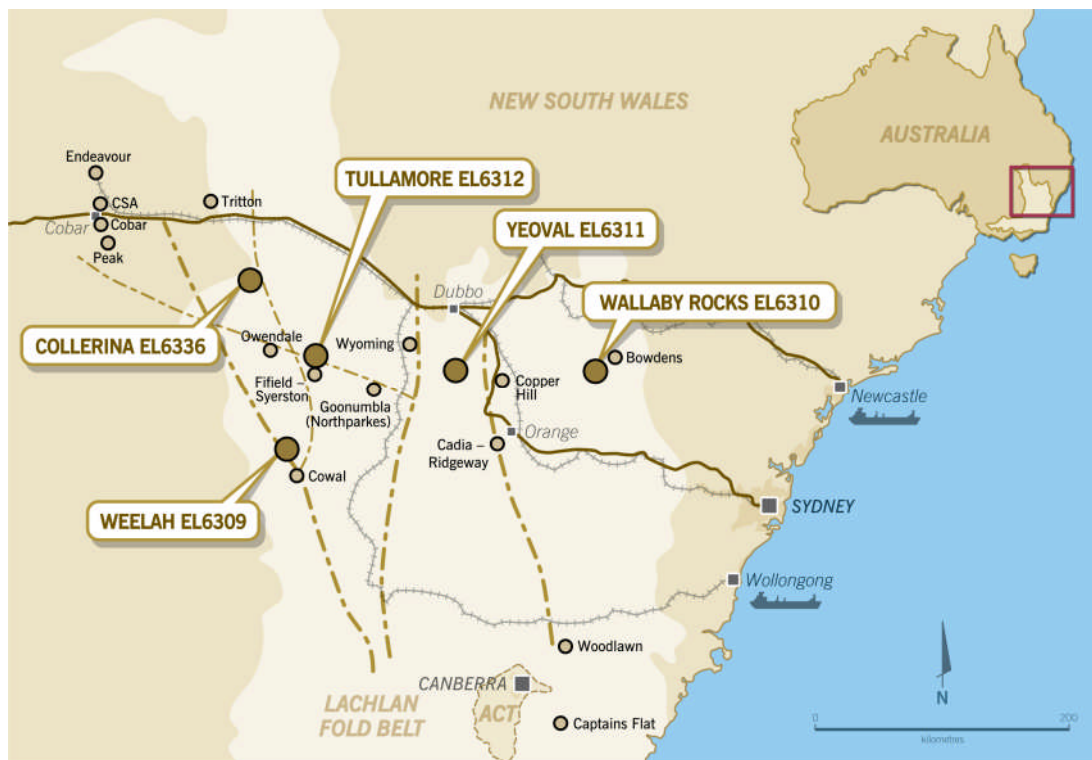 NEW SOUTH WALES
AUSTRALIA
Endeavour
TULLAMORE EL6312
CSA
Tritton
Cobar
Cobar
Peak
YEOVAL EL6311
Dubbo
WALLABY ROCKS EL6310
COLLERINA EL6336
Owendale
Wyoming
Bowdens
Fifield –
Syerston
Goonumbla
(Northparkes)
Copper
Hill
Newcastle
Orange
Cadia –
Ridgeway
Cowal
WEELAH EL6309
SYDNEY
Wollongong
Woodlawn
CANBERRA
LACHLAN
FOLD BELT
ACT
Captains Flat
N
0
200
kilometres